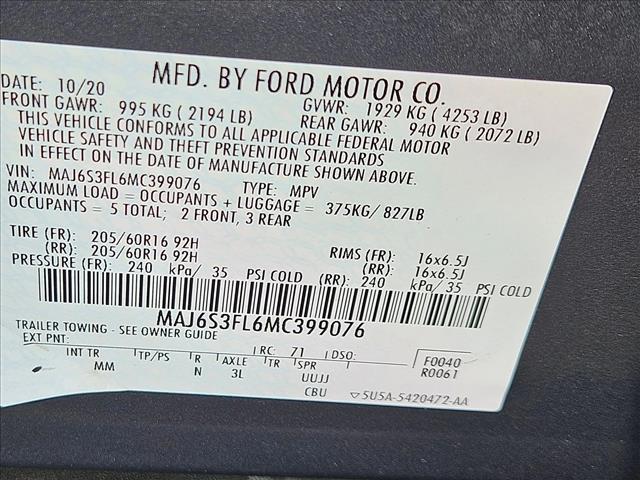 MFD. BY FORD MOTOR CO.
DATE: 10/20 GVWR: 1929 KG ( 4253 LB)
FRONT GAWR: 995 KG ( 2194 LB) REAR GAWR: 940 KG ( 2072 LB)
THIS VEHICLE CONFORMS TO ALL APPLICABLE FEDERAL MOTOR
VEHICLE SAFETY AND THEFT PREVENTION STANDARDS
IN EFFECT ON THE DATE OF MANUFACTURE SHOWN ABOVE.
VIN: MAJ6S3FL6MC399076 TYPE: MPV
MAXIMUM LOAD = OCCUPANTS + LUGGAGE = 375KG/ 827LB
OCCUPANTS = 5 TOTAL; 2 FRONT, 3 REAR
TIRE (FR): 205/60R16 92H RIMS (FR): 16x6.5J
(RR): 205/60R16 92H (RR): 16x6.5J
PRESSURE (FR): 240 kPa/ 35 PSI COLD (RR): 240 kPa/ 35 PSI COLD
MAJ6S3FL6MC399076
TRAILER TOWING - SEE OWNER GUIDE
EXT PNT: RC: 71 DSO: F0040
INT TR TP/PS R AXLE TR SPR R0061
MM N 3L UUJJ
CBU 5U5A-5420472-AA